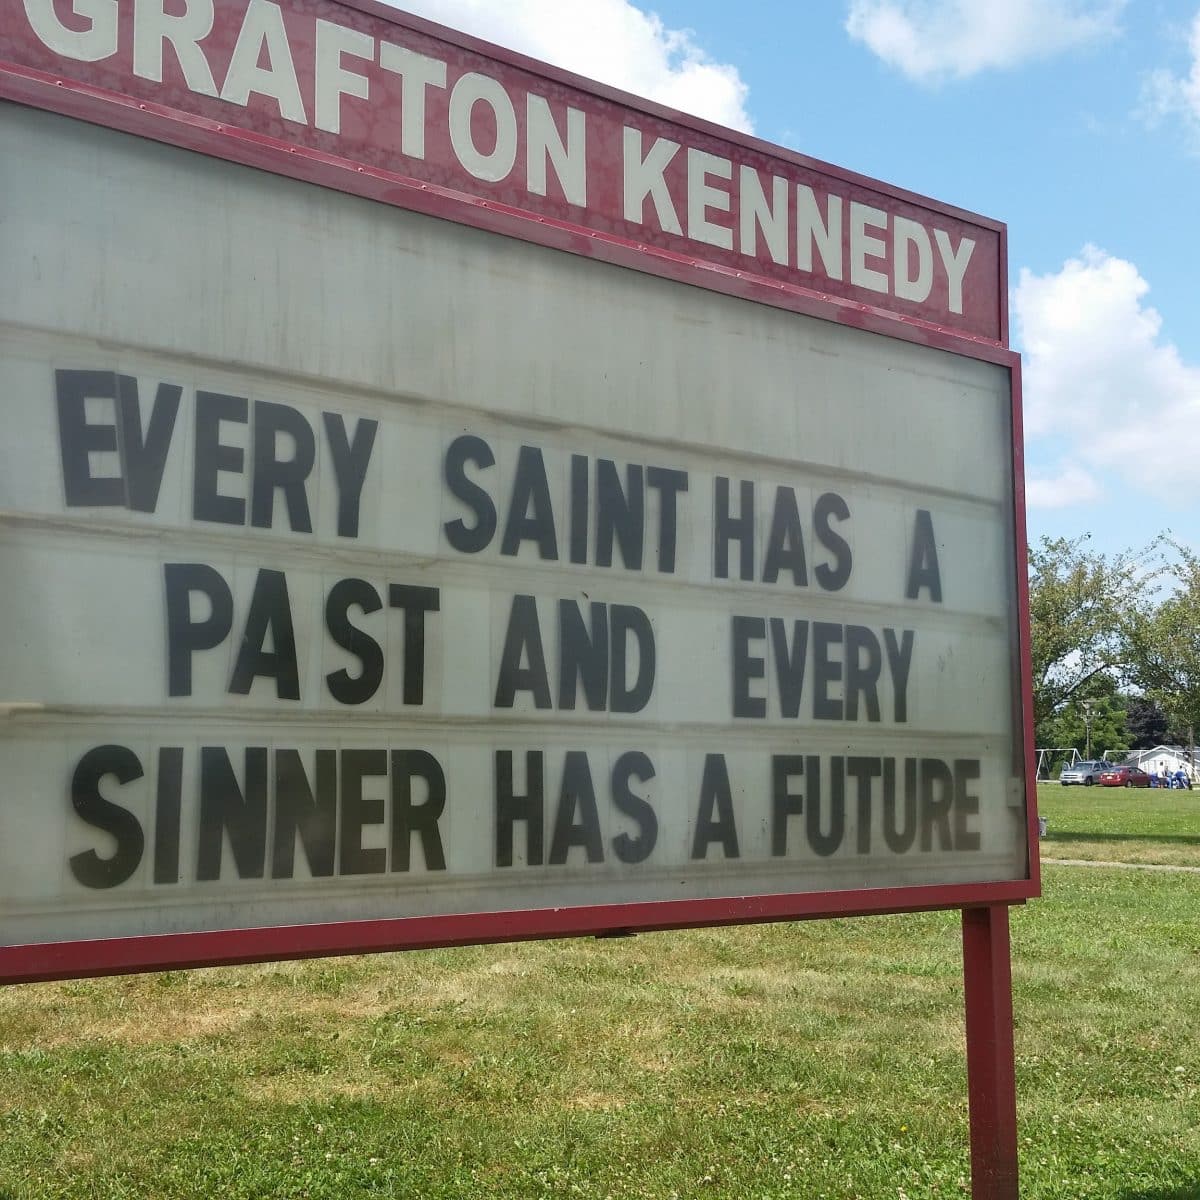 GRAFTON KENNEDY
EVERY SAINT HAS A
PAST AND EVERY
SINNER HAS A FUTURE